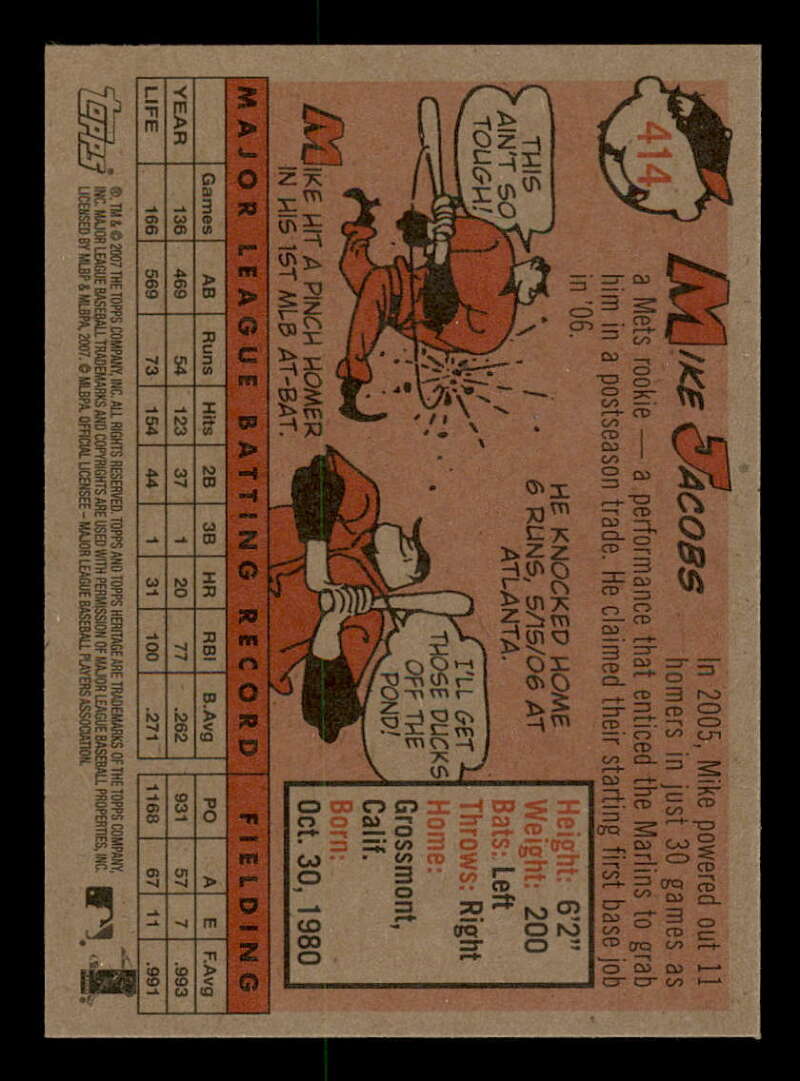 414
MIKE JACOBS
In 2005, Mike powered out 11
homers in just 30 games as
a Mets rookie — a performance that enticed the Marlins to grab
him in a postseason trade. He claimed their starting first base job
in '06.
THIS
AIN'T SO
TOUGH!
MIKE HIT A PINCH HOMER
IN HIS 1ST MLB AT-BAT.
HE KNOCKED HOME
6 RUNS, 5/15/06 AT
ATLANTA.
I'LL GET
THOSE DUCKS
OFF THE
POND!
Height: 6'2"
Weight: 200
Bats: Left
Throws: Right
Home:
Grossmont,
Calif.
Born:
Oct. 30, 1980
MAJOR LEAGUE BATTING RECORD FIELDING
Games AB Runs Hits 2B 3B HR RBI B.Avg PO A E F.Avg
YEAR 136 469 54 123 37 1 20 77 .262 931 57 7 .993
LIFE 166 569 73 154 44 1 31 100 .271 1168 67 11 .991
TOPPS®
®, TM & © 2007 THE TOPPS COMPANY, INC. ALL RIGHTS RESERVED. TOPPS AND TOPPS HERITAGE ARE TRADEMARKS OF THE TOPPS COMPANY,
INC. MAJOR LEAGUE BASEBALL TRADEMARKS AND COPYRIGHTS ARE USED WITH PERMISSION OF MAJOR LEAGUE BASEBALL PROPERTIES, INC.
LICENSED BY MLBP & MLBPA, 2007. © MLBPA. OFFICIAL LICENSEE – MAJOR LEAGUE BASEBALL PLAYERS ASSOCIATION.